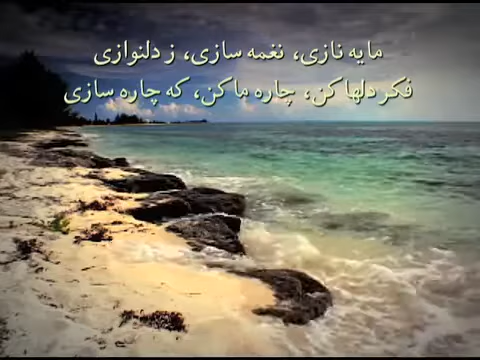 مایه نازی، نغمه سازی، ز دلنوازی
فکر دلها کن، چاره ما کن، که چاره سازی